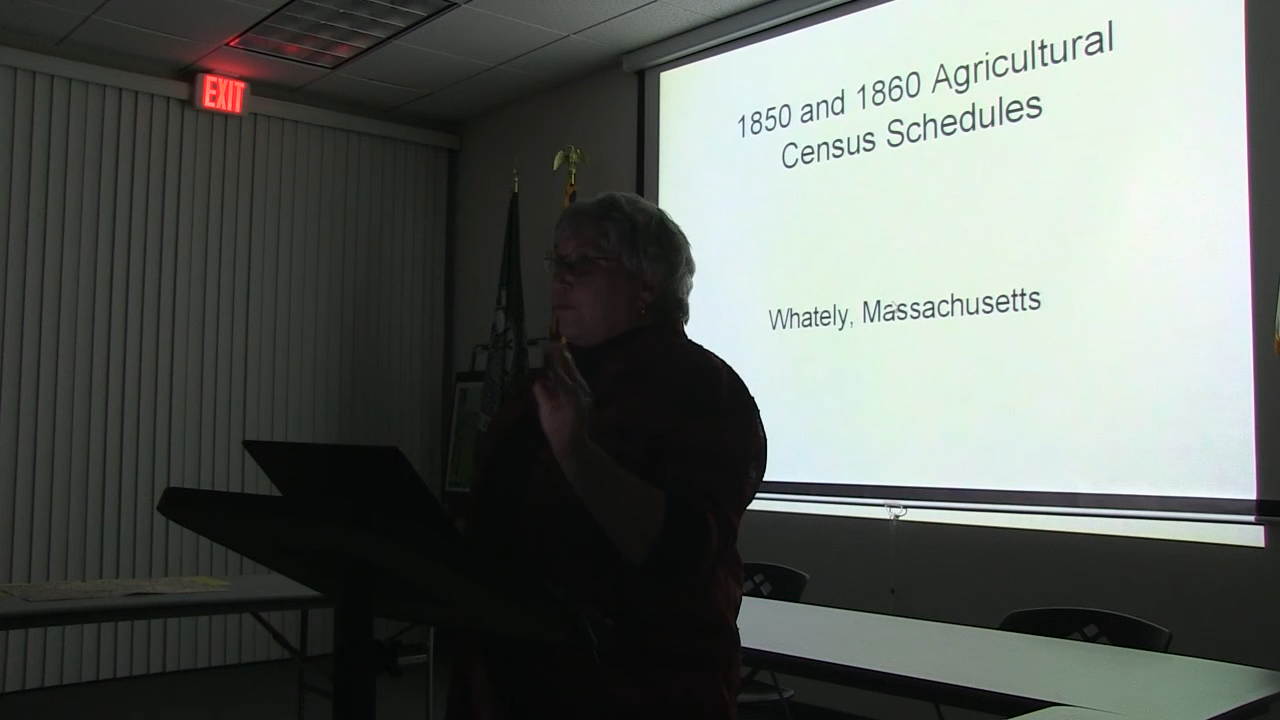 EXIT
1850 and 1860 Agricultural
Census Schedules
Whately, Massachusetts